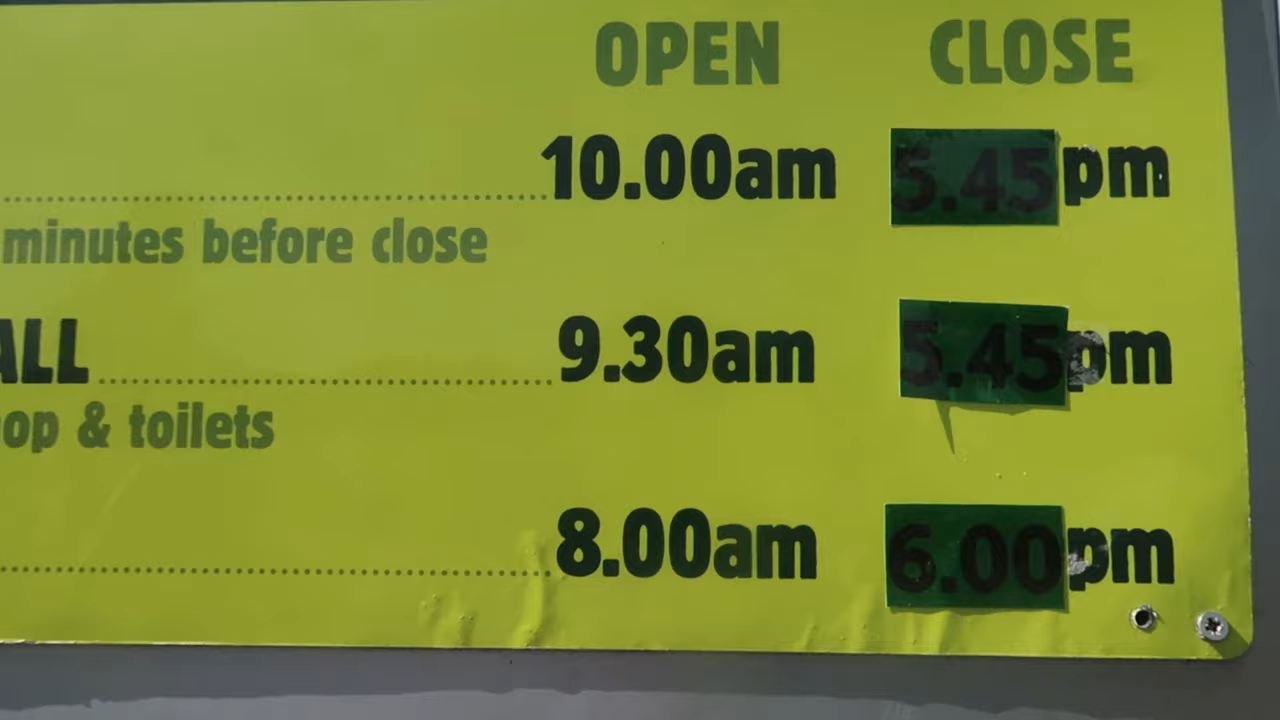 OPEN CLOSE
10.00am 5.45pm
minutes before close
ALL 9.30am 5.45pm
op & toilets
8.00am 6.00pm